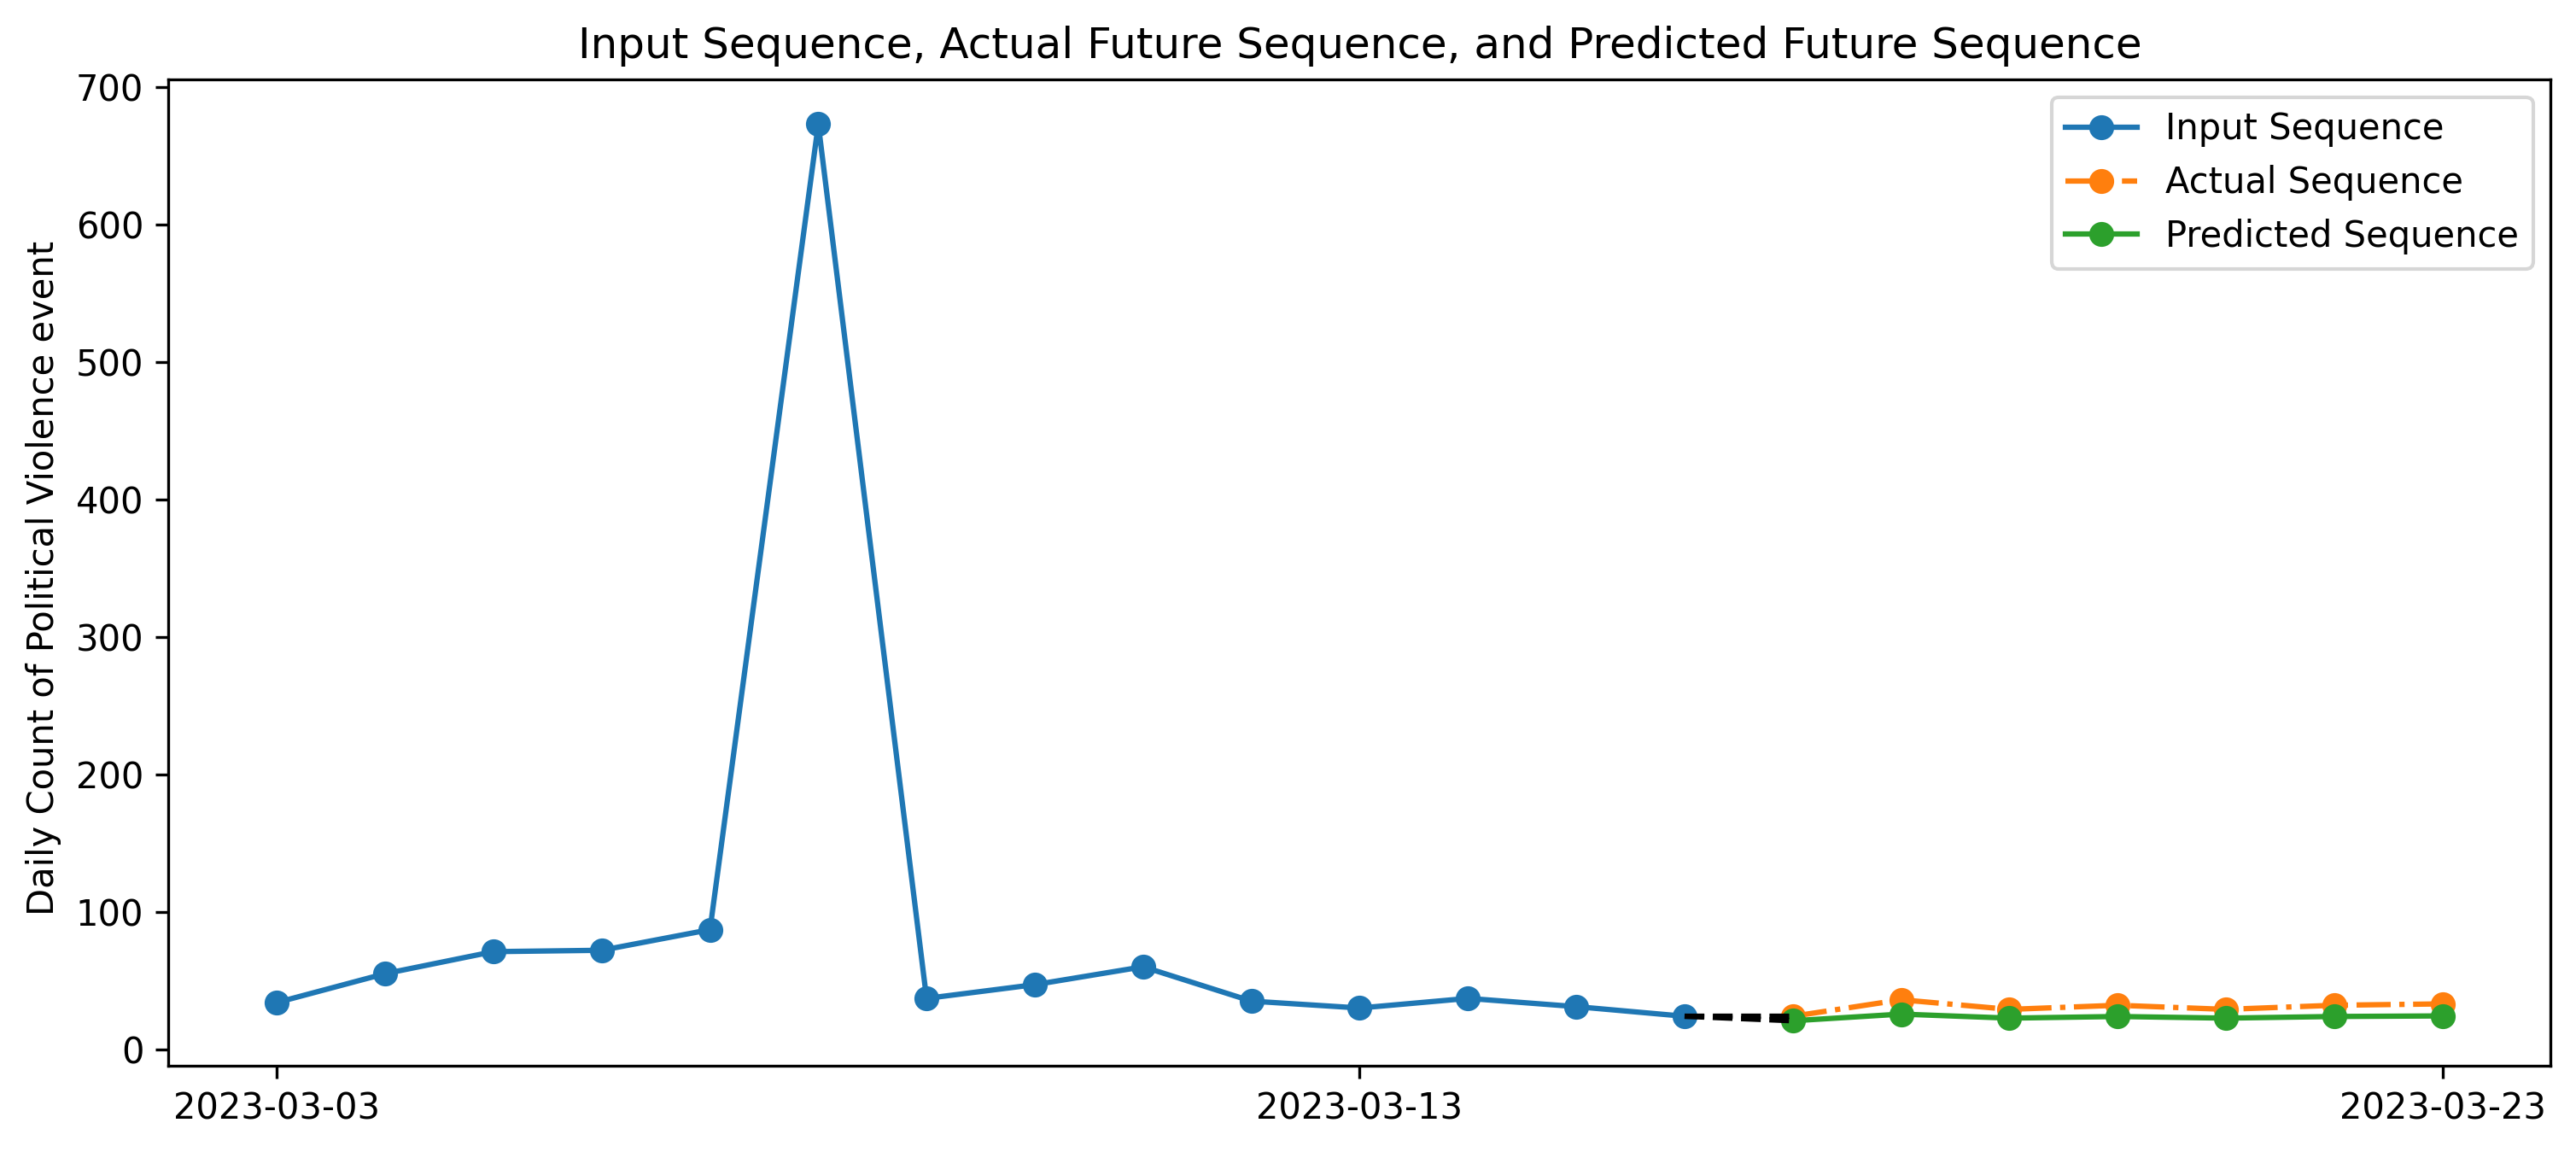 Input Sequence, Actual Future Sequence, and Predicted Future Sequence
Daily Count of Political Violence event
700
600
500
400
300
200
100
0
Input Sequence
Actual Sequence
Predicted Sequence
2023-03-03
2023-03-13
2023-03-23